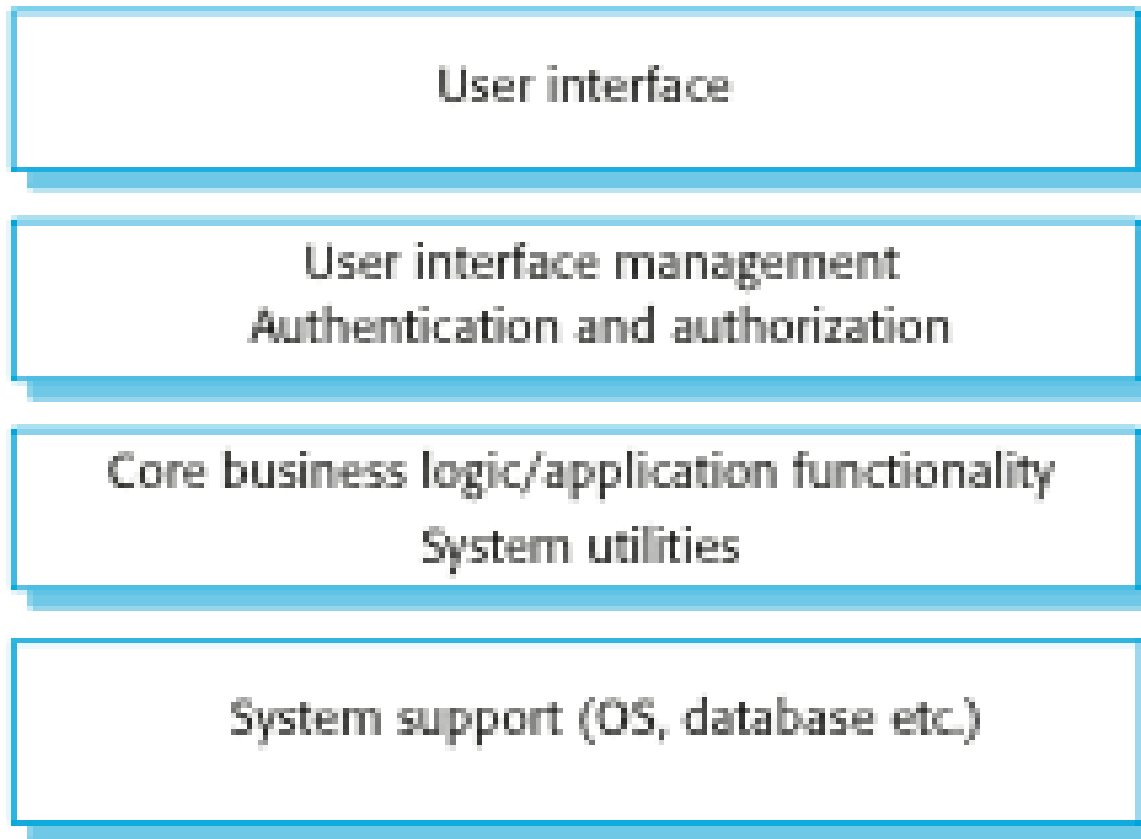 User interface
User interface management
Authentication and authorization
Core business logic/application functionality
System utilities
System support (OS, database etc.)